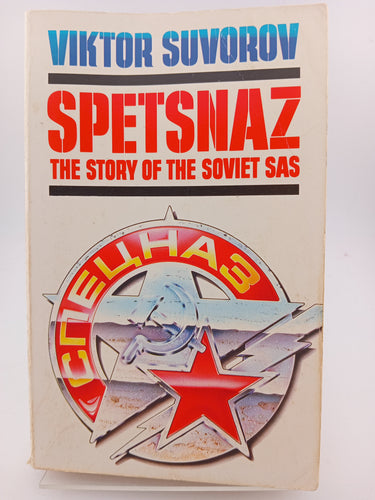 VIKTOR SUVOROV
SPETSNAZ
THE STORY OF THE SOVIET SAS
СПЕЦНАЗ